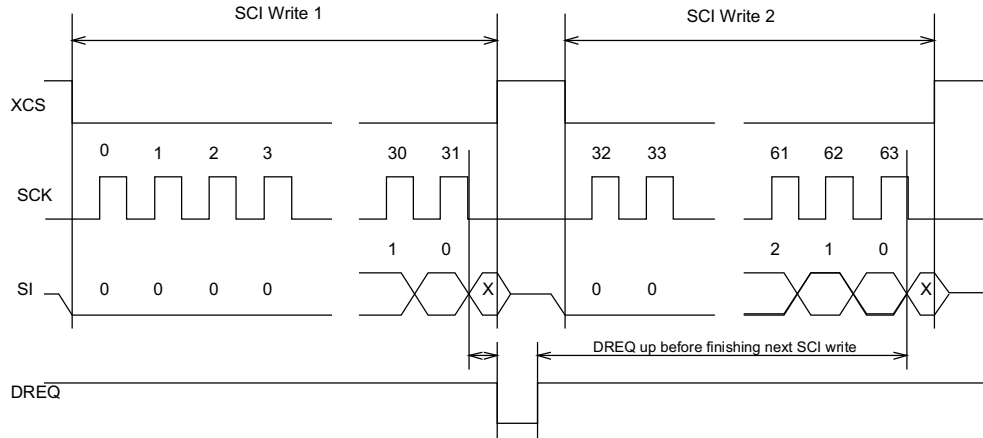 SCI Write 1 SCI Write 2
XCS
0 1 2 3 30 31 32 33 61 62 63
SCK
1 0 2 1 0
SI 0 0 0 0 X 0 0 X
DREQ up before finishing next SCI write
DREQ